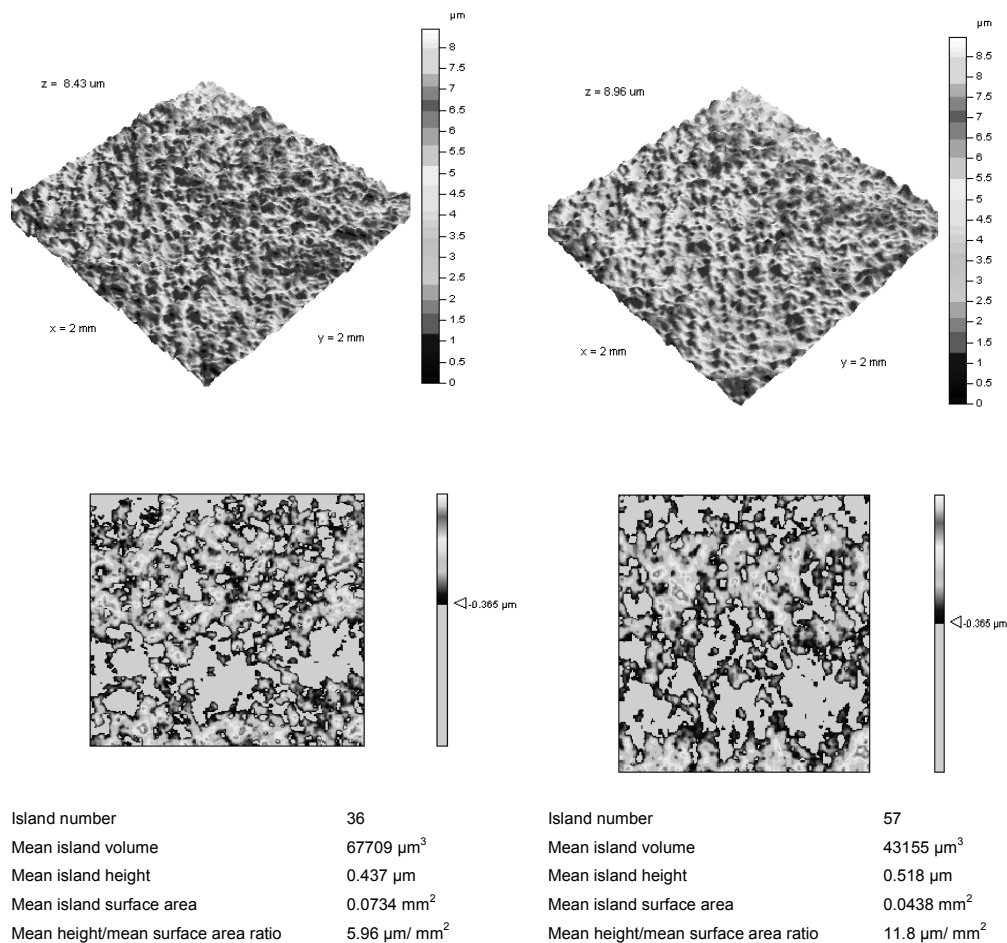 µm
z = 8.43 um
8
7.5
7
6.5
6
5.5
5
4.5
4
3.5
3
2.5
2
1.5
1
0.5
0
x = 2 mm
y = 2 mm
µm
z = 8.96 um
8.5
8
7.5
7
6.5
6
5.5
5
4.5
4
3.5
3
2.5
2
1.5
1
0.5
0
x = 2 mm
y = 2 mm
-0.365 µm
-0.365 µm
Island number 36
Mean island volume 67709 µm³
Mean island height 0.437 µm
Mean island surface area 0.0734 mm²
Mean height/mean surface area ratio 5.96 µm/ mm²
Island number 57
Mean island volume 43155 µm³
Mean island height 0.518 µm
Mean island surface area 0.0438 mm²
Mean height/mean surface area ratio 11.8 µm/ mm²